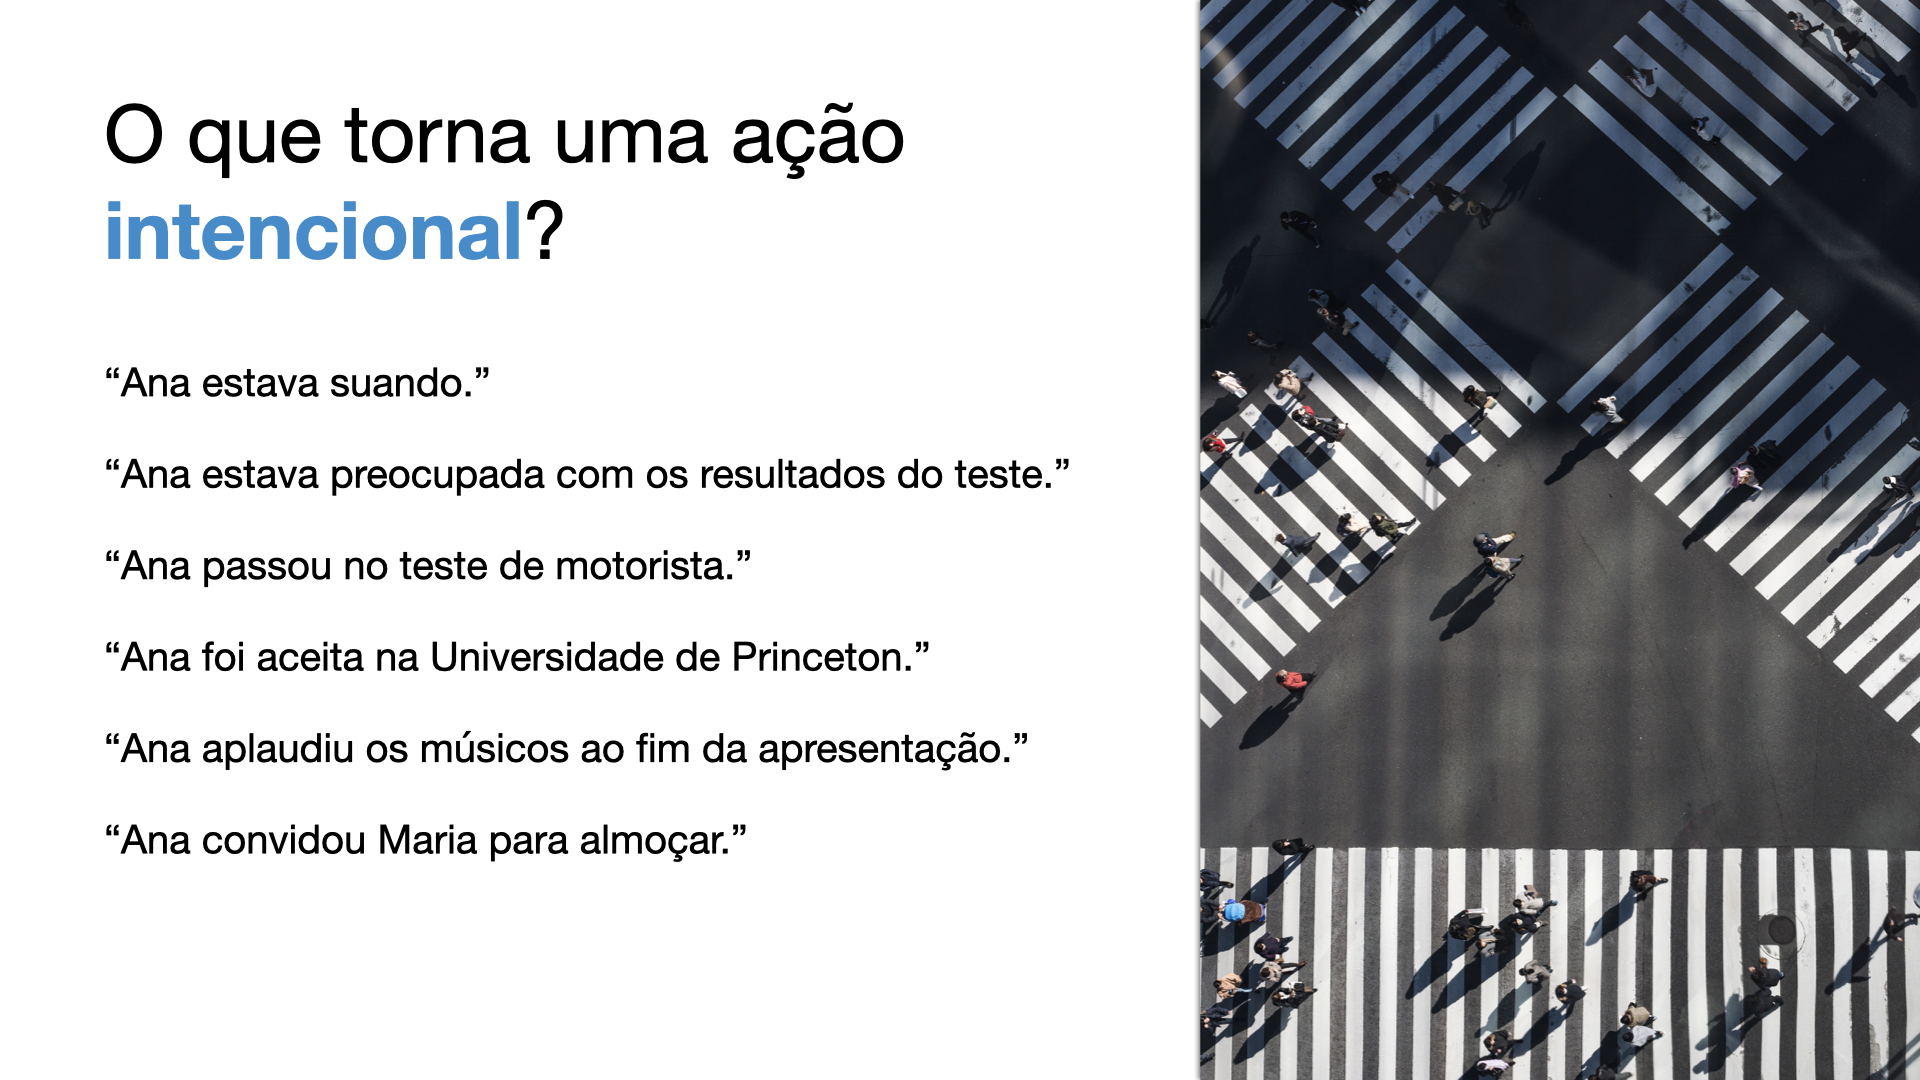 O que torna uma ação
intencional?
“Ana estava suando.”
“Ana estava preocupada com os resultados do teste.”
“Ana passou no teste de motorista.”
“Ana foi aceita na Universidade de Princeton.”
“Ana aplaudiu os músicos ao fim da apresentação.”
“Ana convidou Maria para almoçar.”